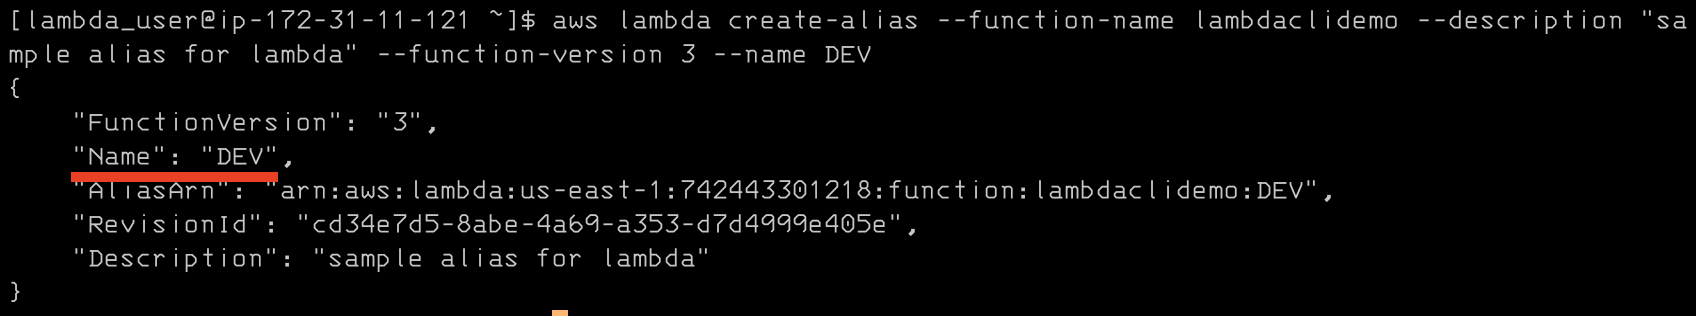 [lambda_user@ip-172-31-11-121 ~]$ aws lambda create-alias --function-name lambdaclidemo --description "sa
mple alias for lambda" --function-version 3 --name DEV
{
    "FunctionVersion": "3",
    "Name": "DEV",
    "AliasArn": "arn:aws:lambda:us-east-1:742443301218:function:lambdaclidemo:DEV",
    "RevisionId": "cd34e7d5-8abe-4a69-a353-d7d4999e405e",
    "Description": "sample alias for lambda"
}